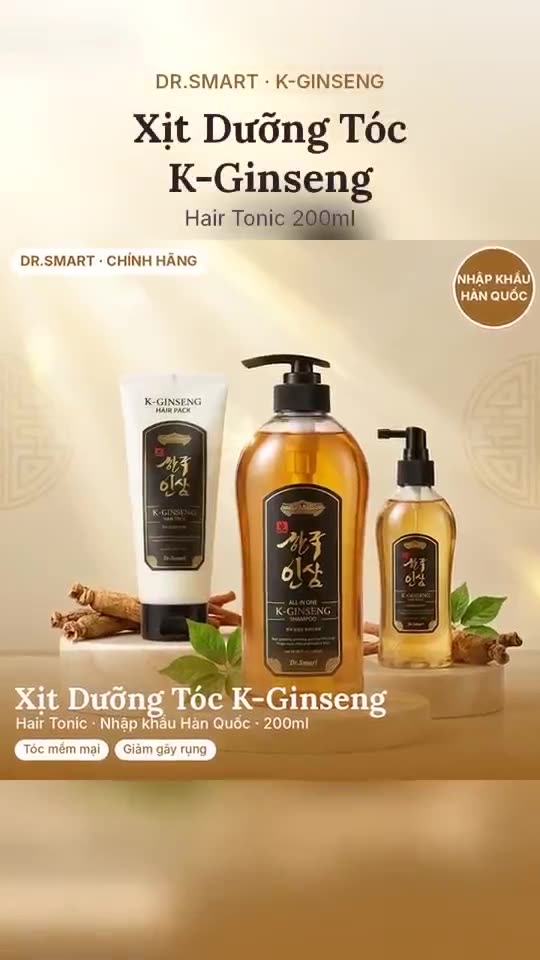 DR.SMART · K-GINSENG
Xịt Dưỡng Tóc
K-Ginseng
Hair Tonic 200ml
DR.SMART · CHÍNH HÃNG
NHẬP KHẨU
HÀN QUỐC
K-GINSENG
HAIR PACK
한국
인삼
K-GINSENG
HAIR PACK
Dr.Smart
한국
인삼
ALL IN ONE
K-GINSENG
SHAMPOO
Dr.Smart
한국
인삼
K-GINSENG
Dr.Smart
Xịt Dưỡng Tóc K-Ginseng
Hair Tonic · Nhập khẩu Hàn Quốc · 200ml
Tóc mềm mại
Giảm gãy rụng